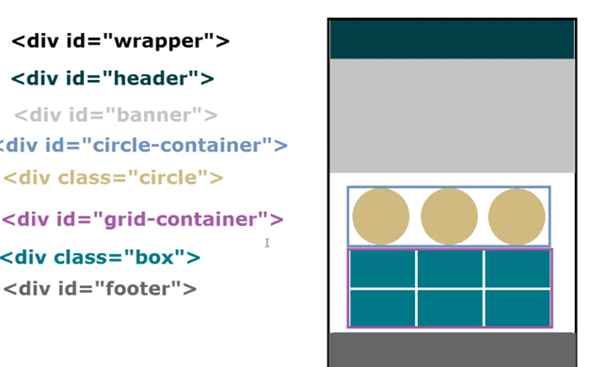 <div id="wrapper">
<div id="header">
<div id="banner">
<div id="circle-container">
<div class="circle">
<div id="grid-container">
<div class="box">
<div id="footer">